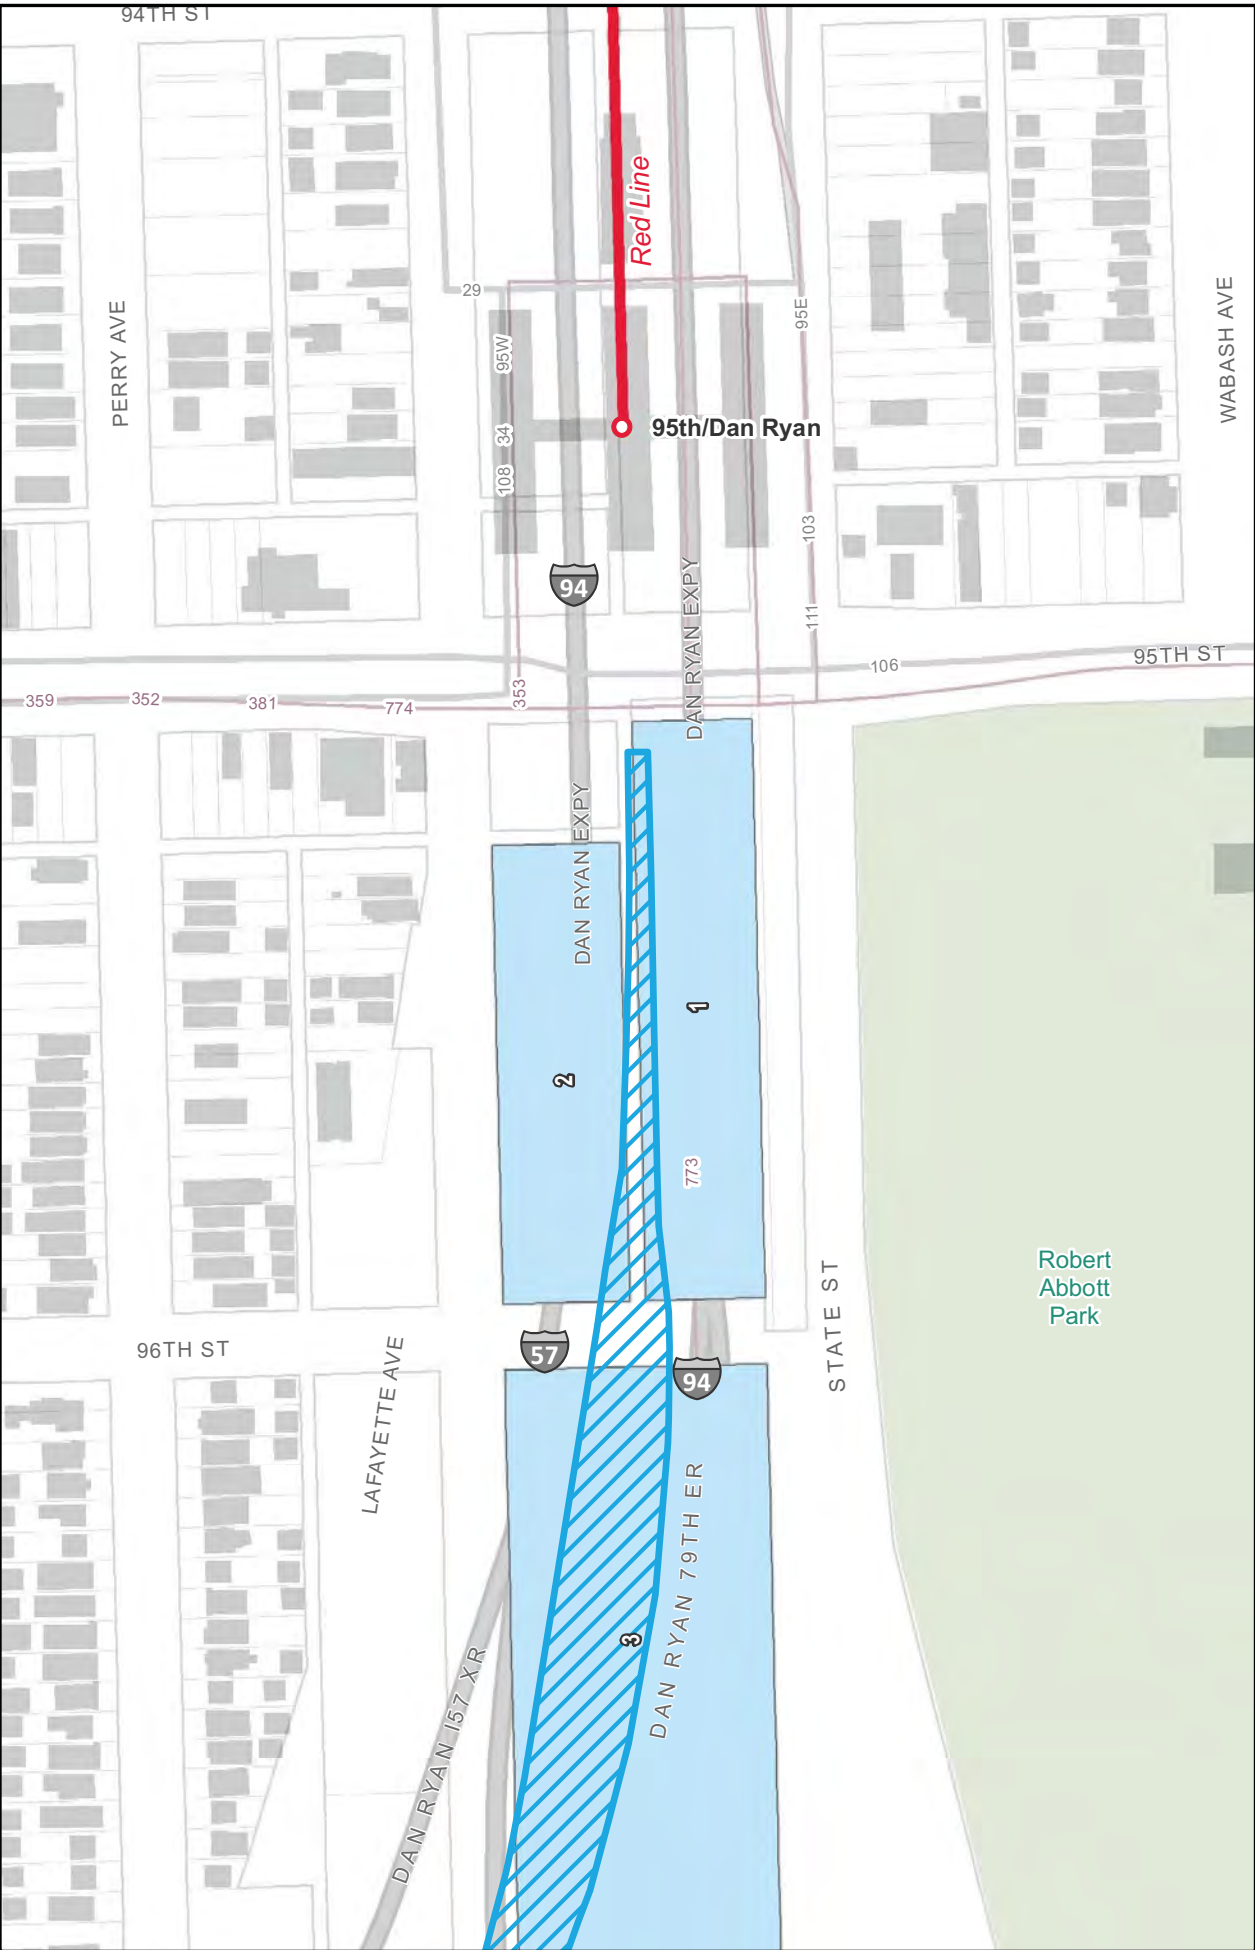 94TH ST
Red Line
PERRY AVE
WABASH AVE
29
95W
95E
34
95th/Dan Ryan
108
103
94
DAN RYAN EXPY
111
106
95TH ST
359
352
381
774
353
DAN RYAN EXPY
1
2
773
Robert
Abbott
Park
STATE ST
96TH ST
57
94
LAFAYETTE AVE
DAN RYAN 79TH ER
3
DAN RYAN I57 XR